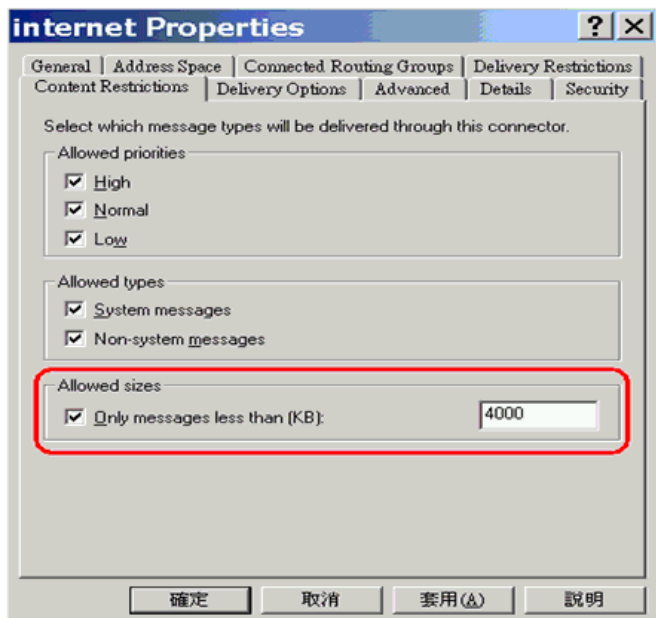 internet Properties
General Address Space Connected Routing Groups Delivery Restrictions
Content Restrictions Delivery Options Advanced Details Security
Select which message types will be delivered through this connector.
Allowed priorities
High
Normal
Low
Allowed types
System messages
Non-system messages
Allowed sizes
Only messages less than (KB): 4000
確定 取消 套用(A) 說明